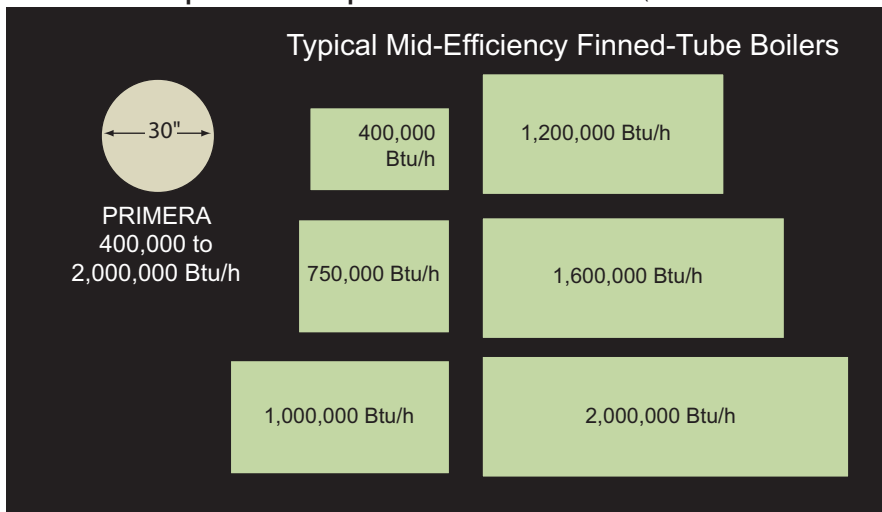 Typical Mid-Efficiency Finned-Tube Boilers
30"
PRIMERA
400,000 to
2,000,000 Btu/h
400,000
Btu/h
1,200,000 Btu/h
750,000 Btu/h
1,600,000 Btu/h
1,000,000 Btu/h
2,000,000 Btu/h